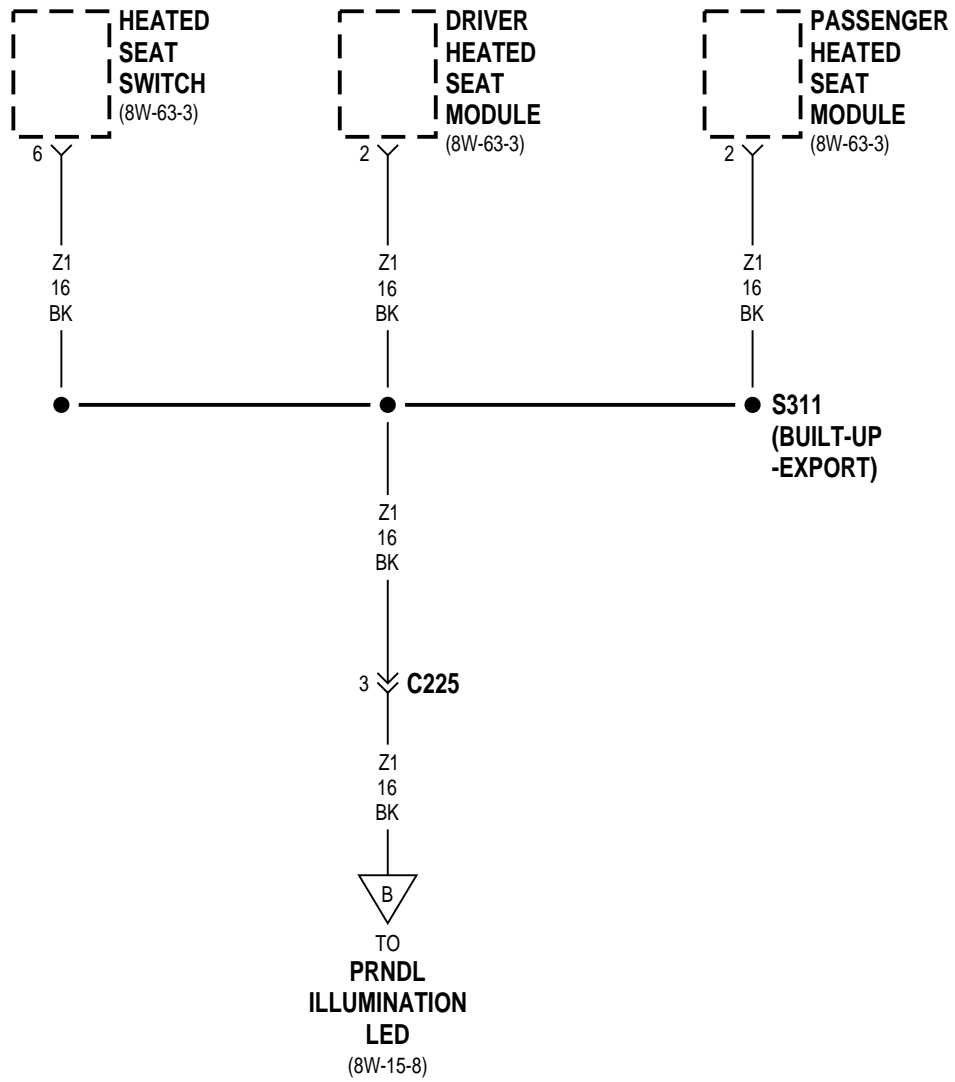 HEATED
SEAT
SWITCH
(8W-63-3)
DRIVER
HEATED
SEAT
MODULE
(8W-63-3)
PASSENGER
HEATED
SEAT
MODULE
(8W-63-3)
6
2
2
Z1
16
BK
Z1
16
BK
Z1
16
BK
S311
(BUILT-UP
-EXPORT)
Z1
16
BK
3
C225
Z1
16
BK
B
TO
PRNDL
ILLUMINATION
LED
(8W-15-8)